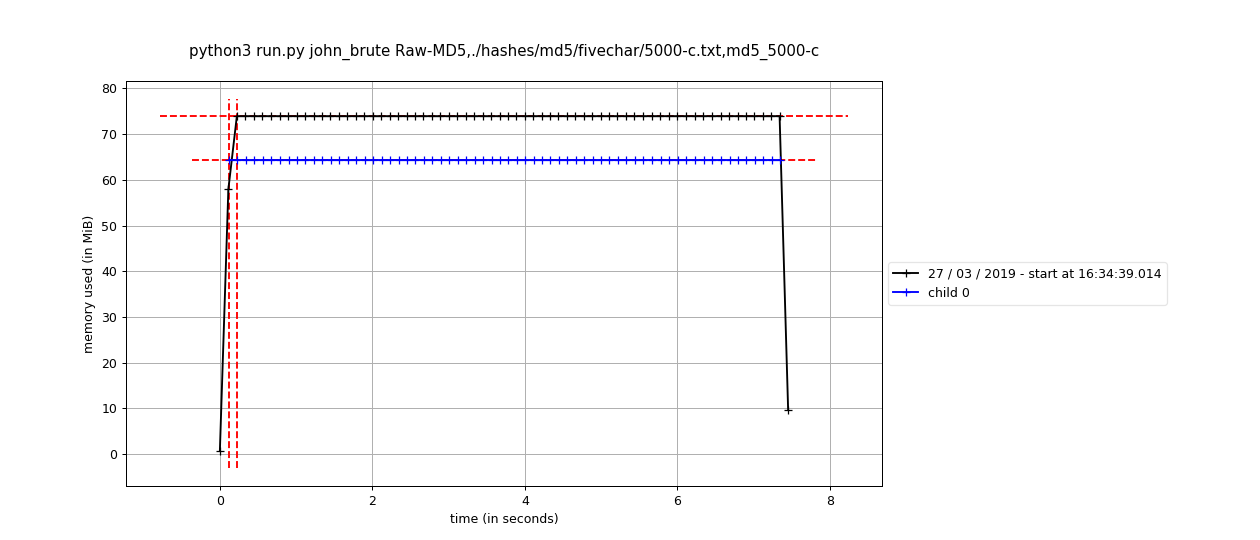 python3 run.py john_brute Raw-MD5,./hashes/md5/fivechar/5000-c.txt,md5_5000-c
80
70
60
50
40
30
20
10
0
memory used (in MiB)
0 2 4 6 8
time (in seconds)
27 / 03 / 2019 - start at 16:34:39.014
child 0